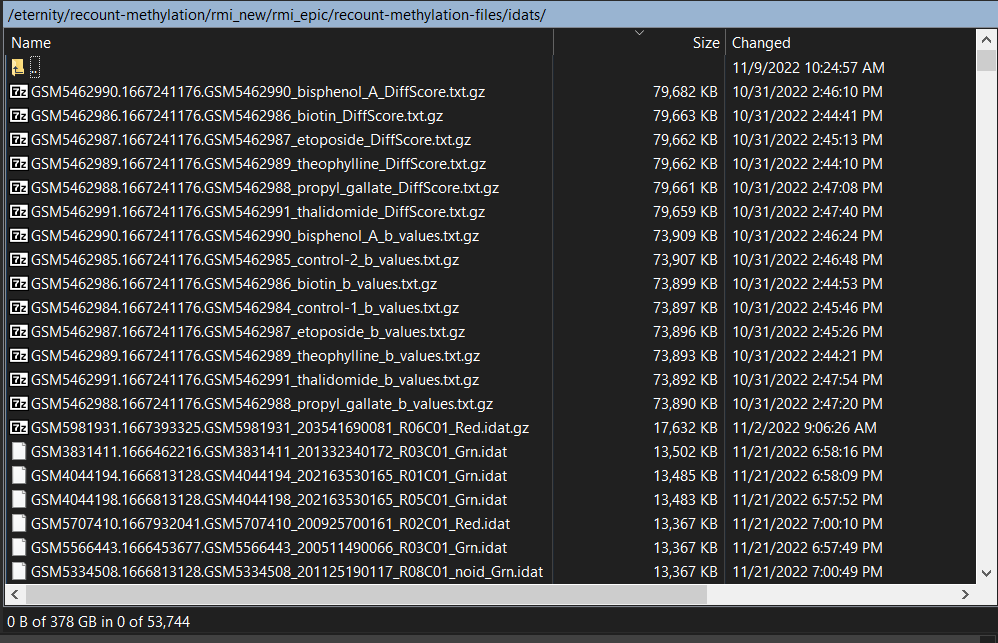 /eternity/recount-methylation/rmi_new/rmi_epic/recount-methylation-files/idats/
Name Size Changed
.. 11/9/2022 10:24:57 AM
7z GSM5462990.1667241176.GSM5462990_bisphenol_A_DiffScore.txt.gz 79,682 KB 10/31/2022 2:46:10 PM
7z GSM5462986.1667241176.GSM5462986_biotin_DiffScore.txt.gz 79,663 KB 10/31/2022 2:44:41 PM
7z GSM5462987.1667241176.GSM5462987_etoposide_DiffScore.txt.gz 79,662 KB 10/31/2022 2:45:13 PM
7z GSM5462989.1667241176.GSM5462989_theophylline_DiffScore.txt.gz 79,662 KB 10/31/2022 2:44:10 PM
7z GSM5462988.1667241176.GSM5462988_propyl_gallate_DiffScore.txt.gz 79,661 KB 10/31/2022 2:47:08 PM
7z GSM5462991.1667241176.GSM5462991_thalidomide_DiffScore.txt.gz 79,659 KB 10/31/2022 2:47:40 PM
7z GSM5462990.1667241176.GSM5462990_bisphenol_A_b_values.txt.gz 73,909 KB 10/31/2022 2:46:24 PM
7z GSM5462985.1667241176.GSM5462985_control-2_b_values.txt.gz 73,907 KB 10/31/2022 2:46:48 PM
7z GSM5462986.1667241176.GSM5462986_biotin_b_values.txt.gz 73,899 KB 10/31/2022 2:44:53 PM
7z GSM5462984.1667241176.GSM5462984_control-1_b_values.txt.gz 73,897 KB 10/31/2022 2:45:46 PM
7z GSM5462987.1667241176.GSM5462987_etoposide_b_values.txt.gz 73,896 KB 10/31/2022 2:45:26 PM
7z GSM5462989.1667241176.GSM5462989_theophylline_b_values.txt.gz 73,893 KB 10/31/2022 2:44:21 PM
7z GSM5462991.1667241176.GSM5462991_thalidomide_b_values.txt.gz 73,892 KB 10/31/2022 2:47:54 PM
7z GSM5462988.1667241176.GSM5462988_propyl_gallate_b_values.txt.gz 73,890 KB 10/31/2022 2:47:20 PM
7z GSM5981931.1667393325.GSM5981931_203541690081_R06C01_Red.idat.gz 17,632 KB 11/2/2022 9:06:26 AM
GSM3831411.1666462216.GSM3831411_201332340172_R03C01_Grn.idat 13,502 KB 11/21/2022 6:58:16 PM
GSM4044194.1666813128.GSM4044194_202163530165_R01C01_Grn.idat 13,485 KB 11/21/2022 6:58:09 PM
GSM4044198.1666813128.GSM4044198_202163530165_R05C01_Grn.idat 13,483 KB 11/21/2022 6:57:52 PM
GSM5707410.1667932041.GSM5707410_200925700161_R02C01_Red.idat 13,367 KB 11/21/2022 7:00:10 PM
GSM5566443.1666453677.GSM5566443_200511490066_R03C01_Grn.idat 13,367 KB 11/21/2022 6:57:49 PM
GSM5334508.1666813128.GSM5334508_201125190117_R08C01_noid_Grn.idat 13,367 KB 11/21/2022 7:00:49 PM
0 B of 378 GB in 0 of 53,744